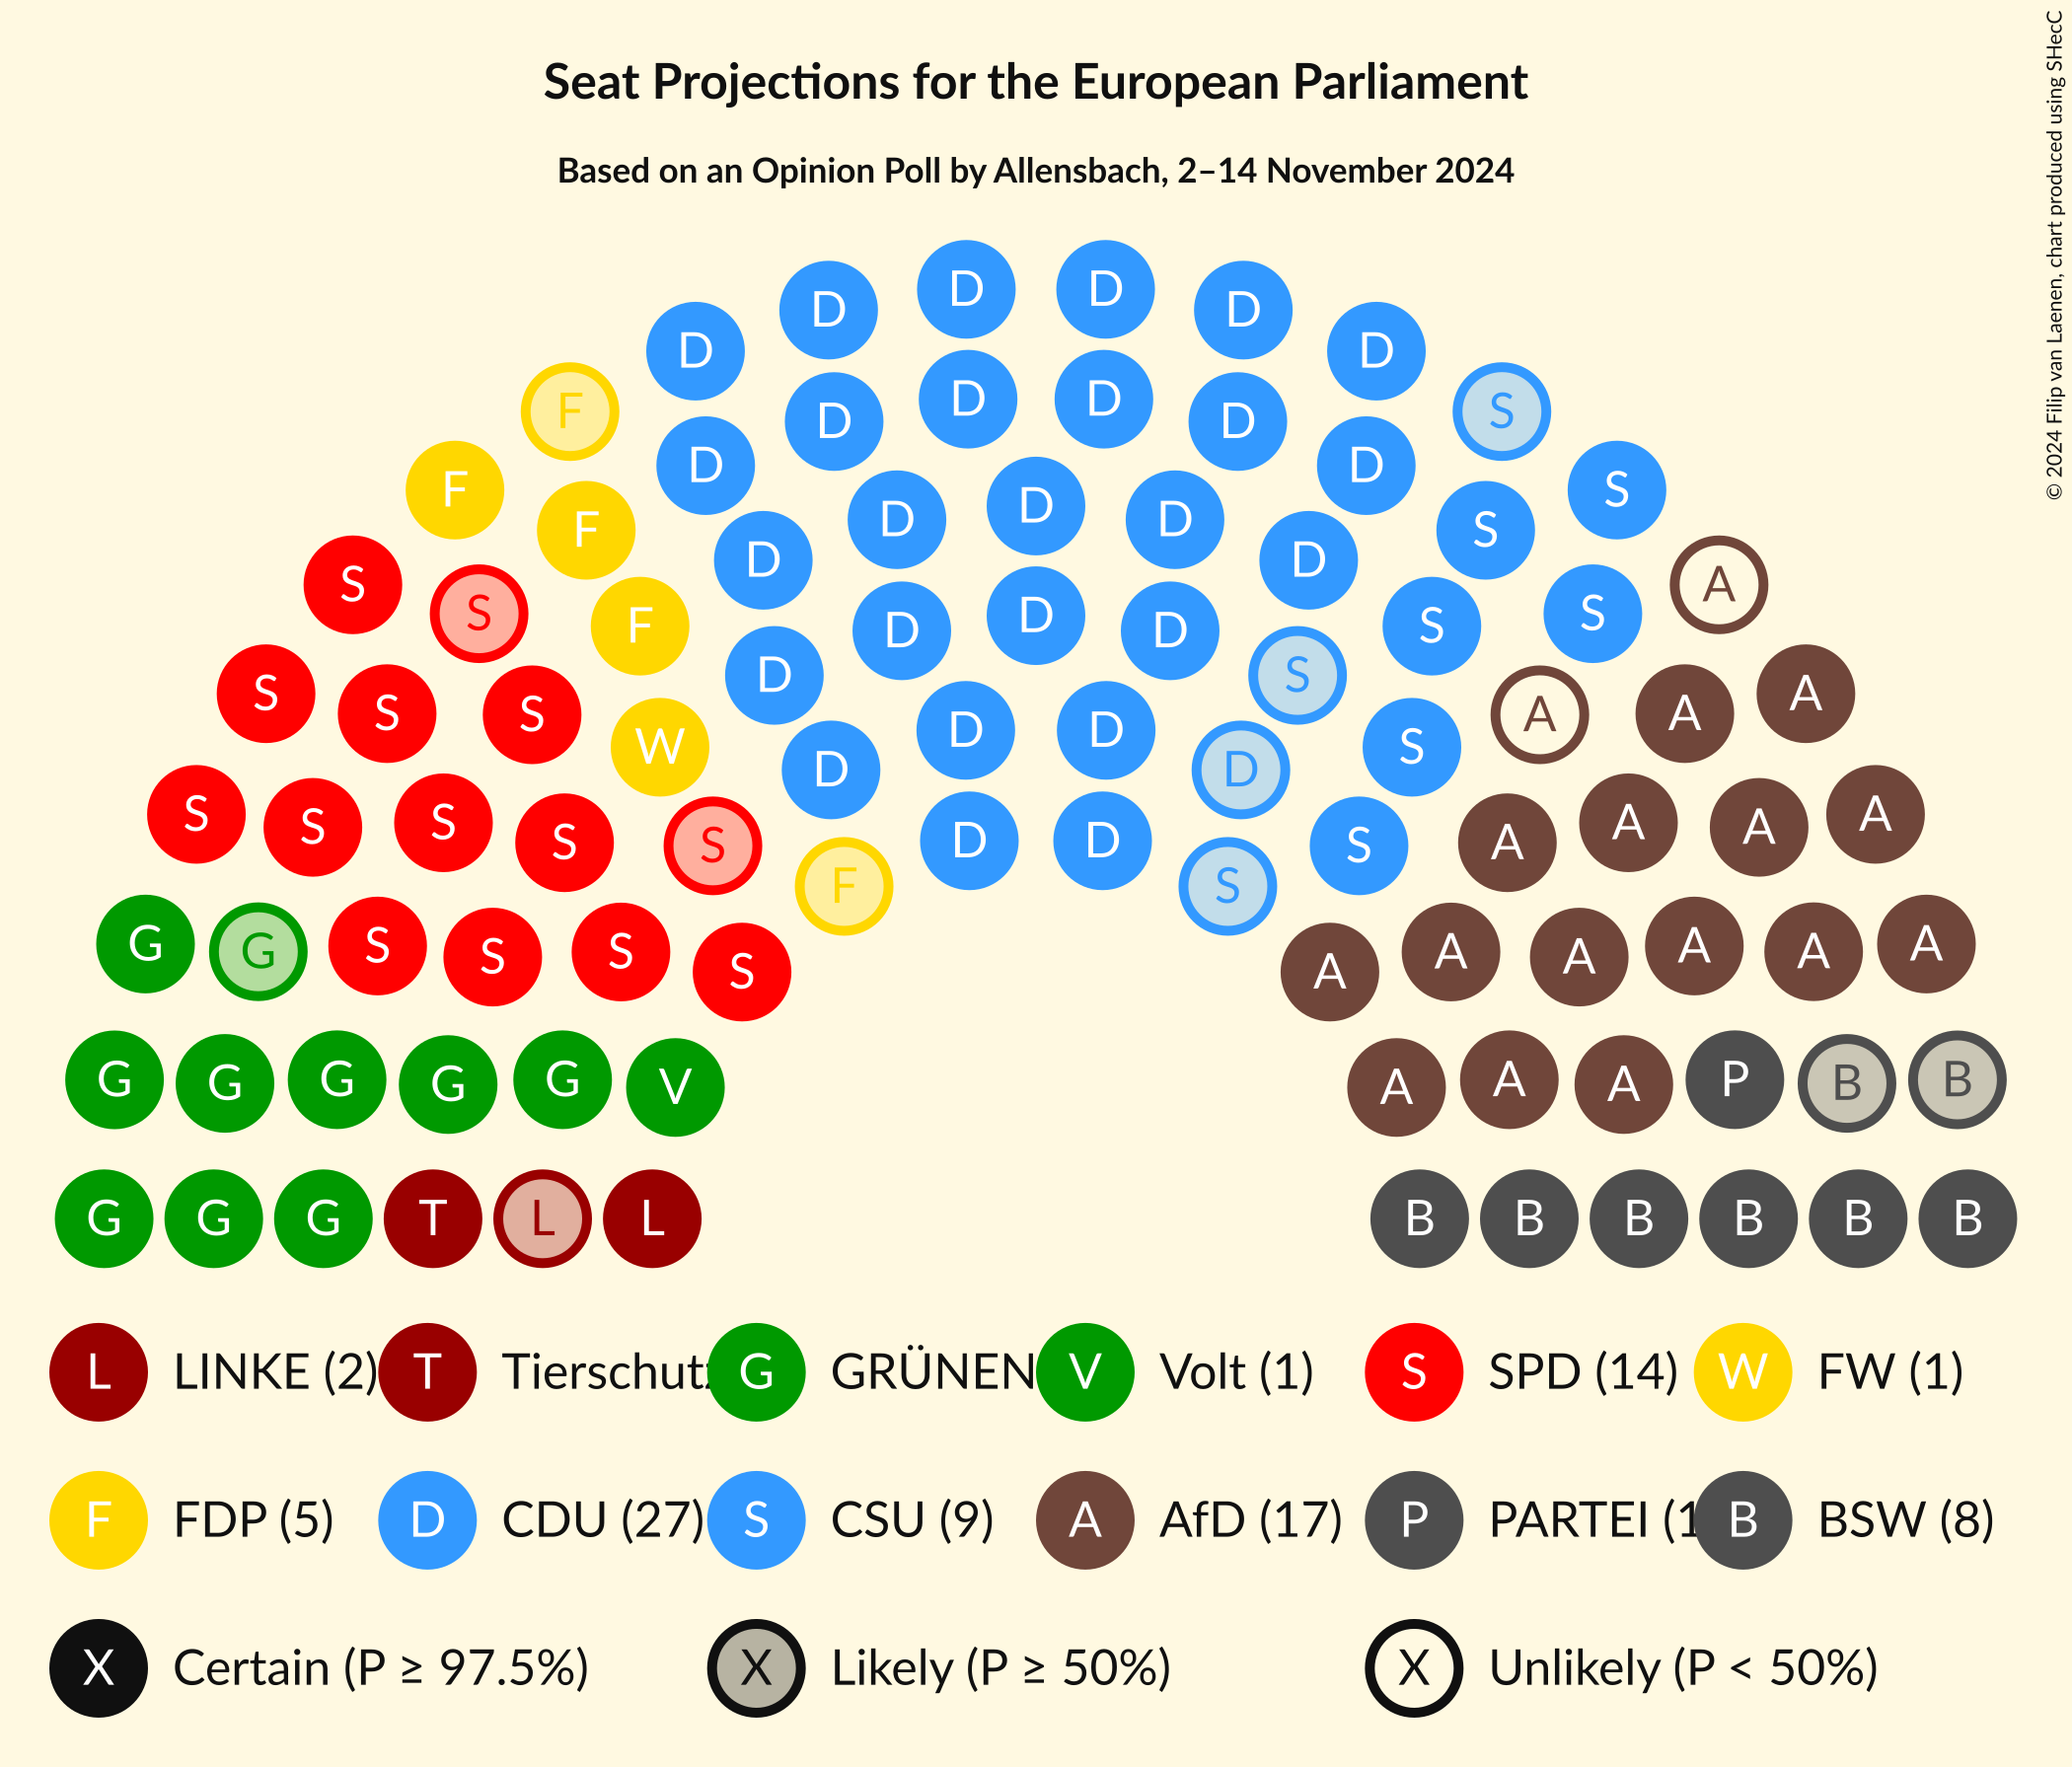 Seat Projections for the European Parliament
Based on an Opinion Poll by Allensbach, 2–14 November 2024
© 2024 Filip van Laenen, chart produced using SHecC
D D
D D
D D
D D
F S
D D
F S
D D
D D
D D
F S
S A
F S
S S
D D
F S
D
D D
D D
S A
D D
S S
S A
D D
S A
W S
D D
D D
S A
S A
S A
S A
S S
D D
F S
G A
S A
G A
S A
S A
S A
G B
G B
G P
G A
G A
V A
G G G T L L B B B B B B
L LINKE (2) T Tierschutz G GRÜNEN V Volt (1) S SPD (14) W FW (1)
F FDP (5) D CDU (27) S CSU (9) A AfD (17) P PARTEI (1 B BSW (8)
X Certain (P ≥ 97.5%) X Likely (P ≥ 50%) X Unlikely (P < 50%)